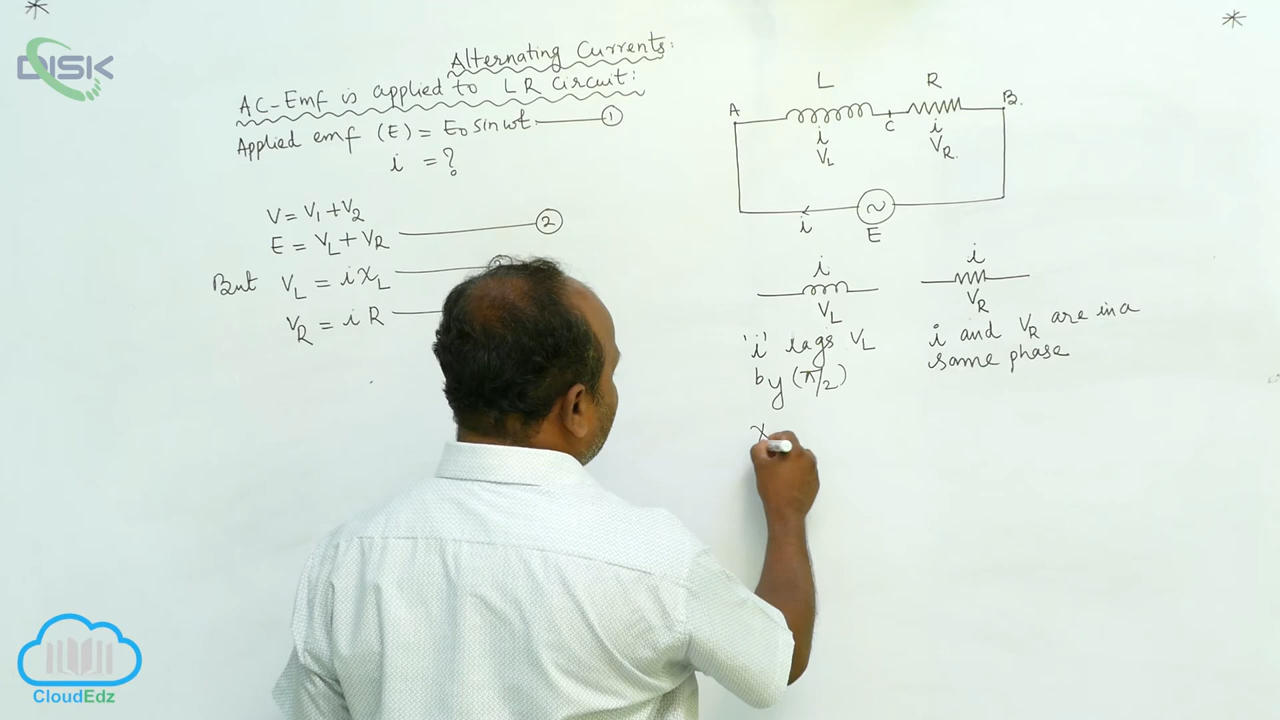 *
*
DISK
Alternating Currents:
AC-Emf is applied to LR Circuit:
Applied emf (E) = E₀ sin ωt. ①
i = ?
V = V₁ + V₂
E = V_L + V_R ②
But V_L = i X_L
V_R = i R
L R
A B.
C
i i
V_L V_R.
i
E
i i
V_L V_R
'i' lags V_L
by (π/2)
i and V_R are in a
same phase
X
CloudEdz